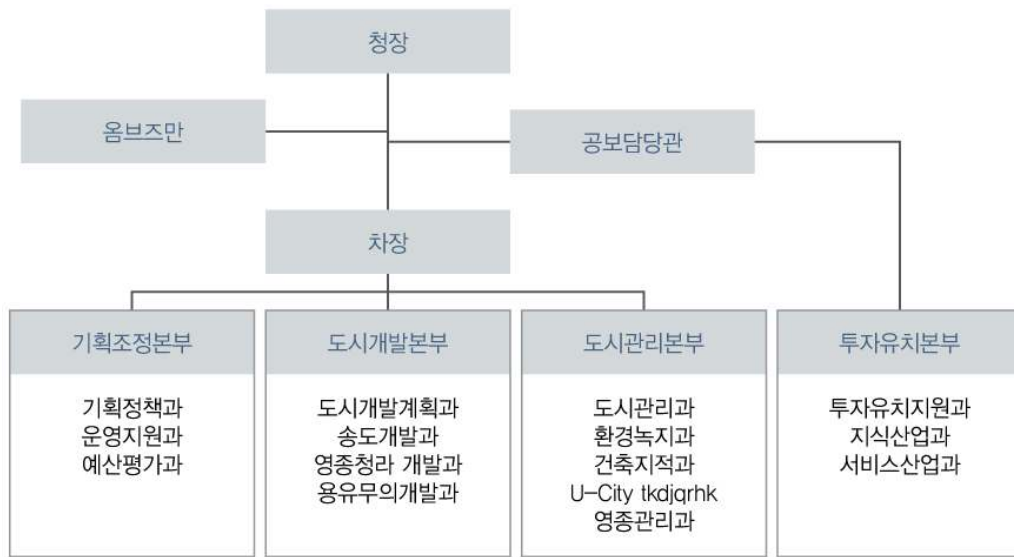 청장
옴브즈만
공보담당관
차장
기획조정본부
기획정책과
운영지원과
예산평가과
도시개발본부
도시개발계획과
송도개발과
영종청라 개발과
용유무의개발과
도시관리본부
도시관리과
환경녹지과
건축지적과
U-City tkdjqrhk
영종관리과
투자유치본부
투자유치지원과
지식산업과
서비스산업과